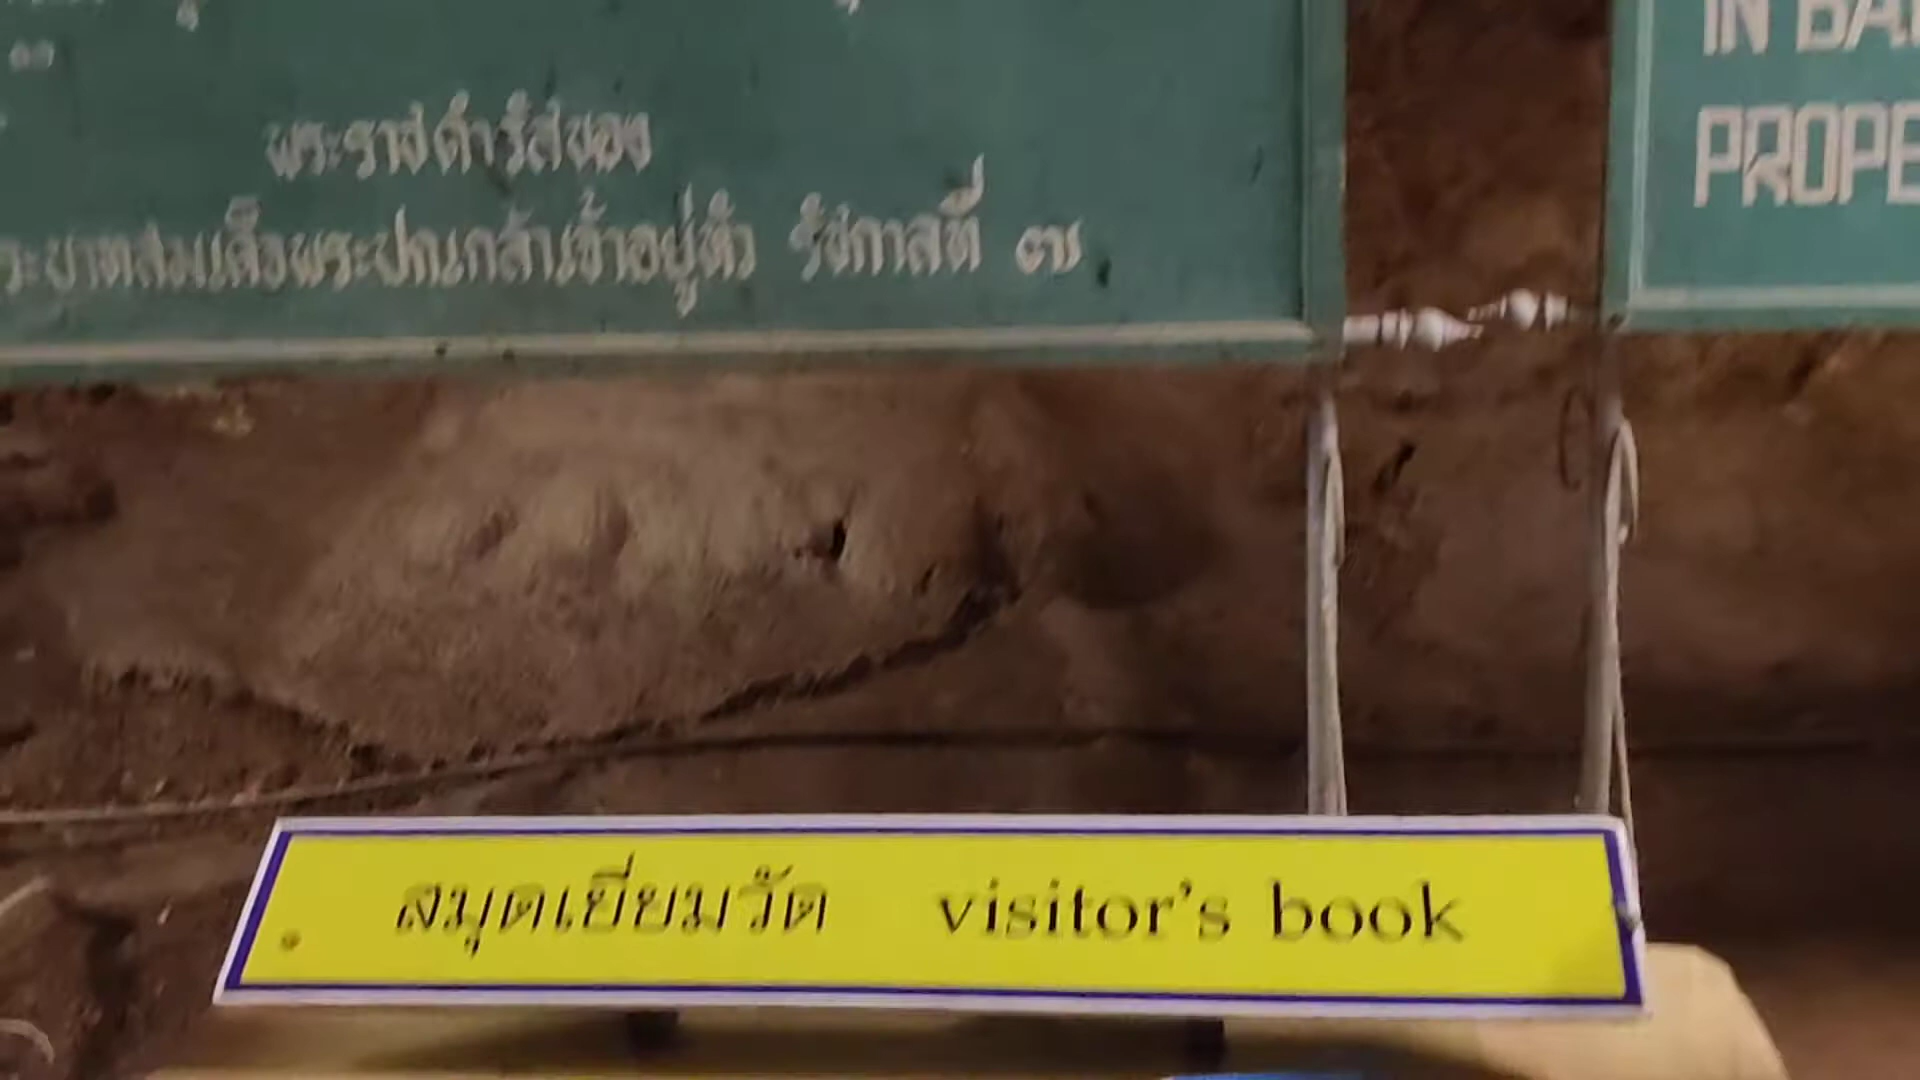 พระราชดำรัสของ
พระบาทสมเด็จพระปกเกล้าเจ้าอยู่หัว รัชกาลที่ ๗
IN
สมุดเยี่ยมวัด visitor's book